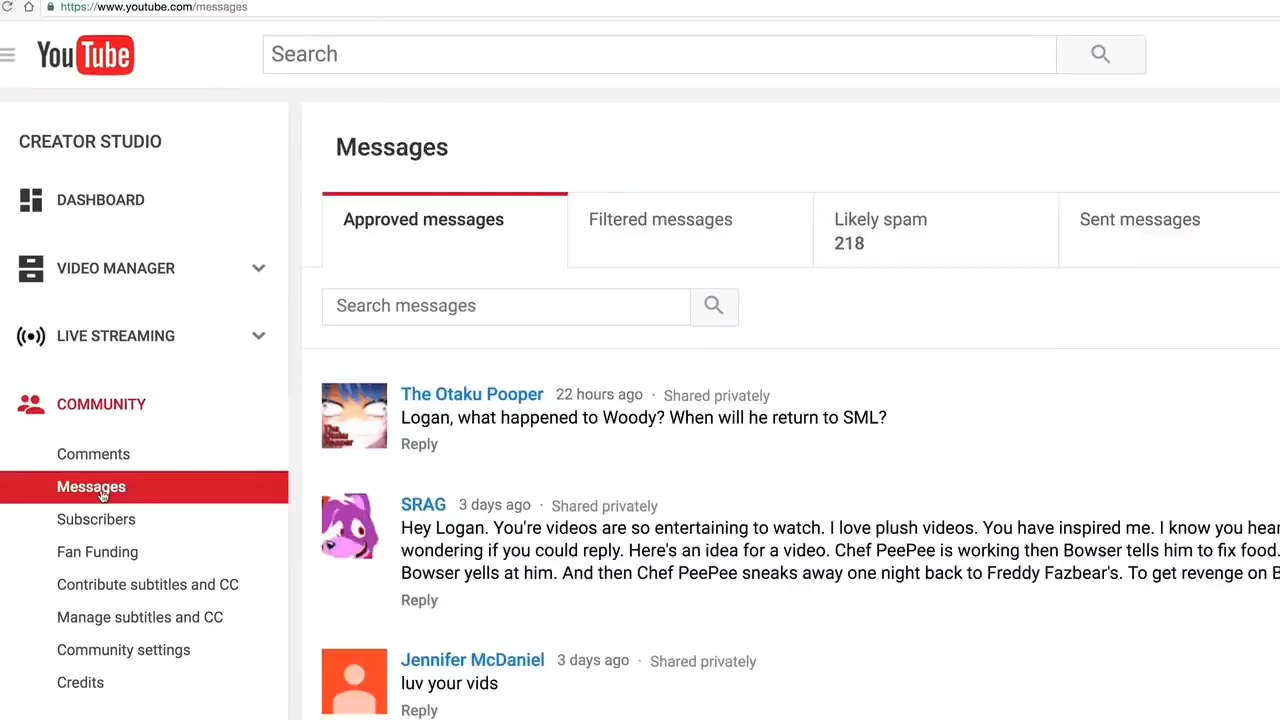 https://www.youtube.com/messages
YouTube
Search
CREATOR STUDIO
DASHBOARD
VIDEO MANAGER
LIVE STREAMING
COMMUNITY
Comments
Messages
Subscribers
Fan Funding
Contribute subtitles and CC
Manage subtitles and CC
Community settings
Credits
Messages
Approved messages
Filtered messages
Likely spam
218
Sent messages
Search messages
The Otaku Pooper 22 hours ago · Shared privately
Logan, what happened to Woody? When will he return to SML?
Reply
The Otaku
Pooper
SRAG 3 days ago · Shared privately
Hey Logan. You're videos are so entertaining to watch. I love plush videos. You have inspired me. I know you hear
wondering if you could reply. Here's an idea for a video. Chef PeePee is working then Bowser tells him to fix food.
Bowser yells at him. And then Chef PeePee sneaks away one night back to Freddy Fazbear's. To get revenge on B
Reply
Jennifer McDaniel 3 days ago · Shared privately
luv your vids
Reply